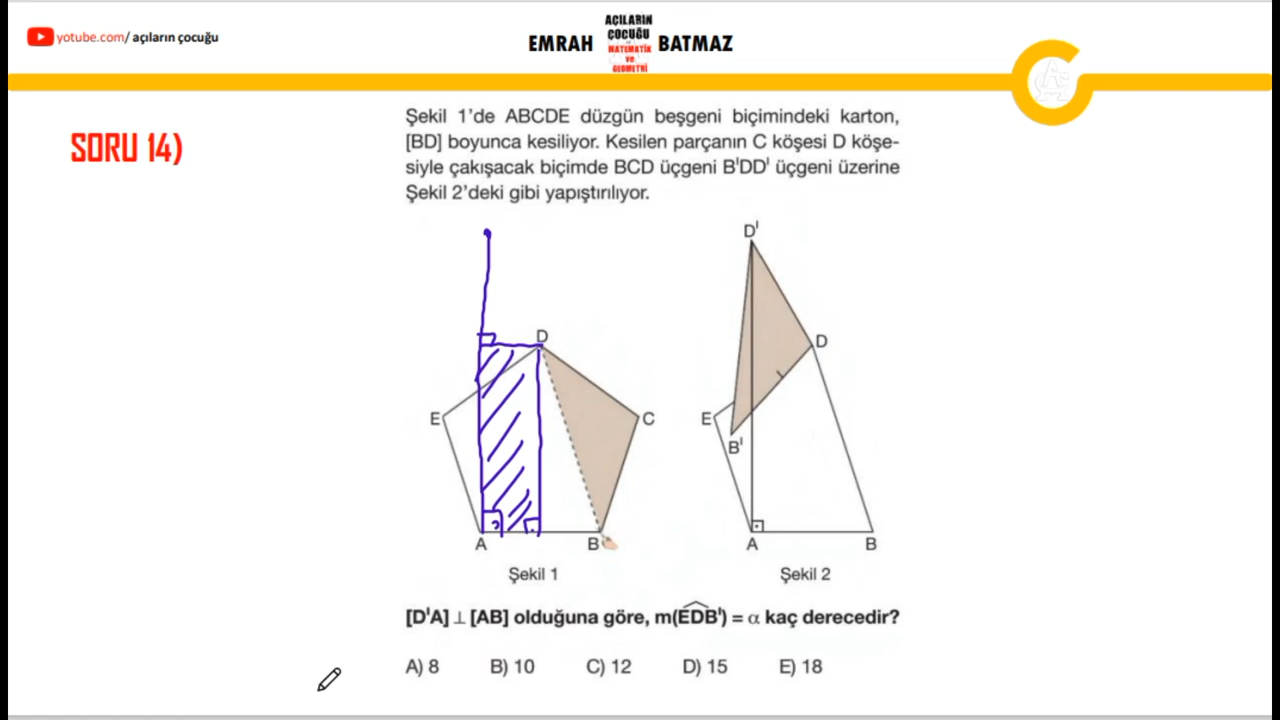 yotube.com/ açıların çocuğu
EMRAH
AÇILARIN
ÇOCUĞU
MATEMATİK
ve
GEOMETRİ
BATMAZ
SORU 14)
Şekil 1'de ABCDE düzgün beşgeni biçimindeki karton,
[BD] boyunca kesiliyor. Kesilen parçanın C köşesi D köşe-
siyle çakışacak biçimde BCD üçgeni B'DD' üçgeni üzerine
Şekil 2'deki gibi yapıştırılıyor.
D
E
C
A
B
Şekil 1
D'
D
E
B'
A
B
Şekil 2
[D'A] ⊥ [AB] olduğuna göre, m(EDB') = α kaç derecedir?
A) 8 B) 10 C) 12 D) 15 E) 18